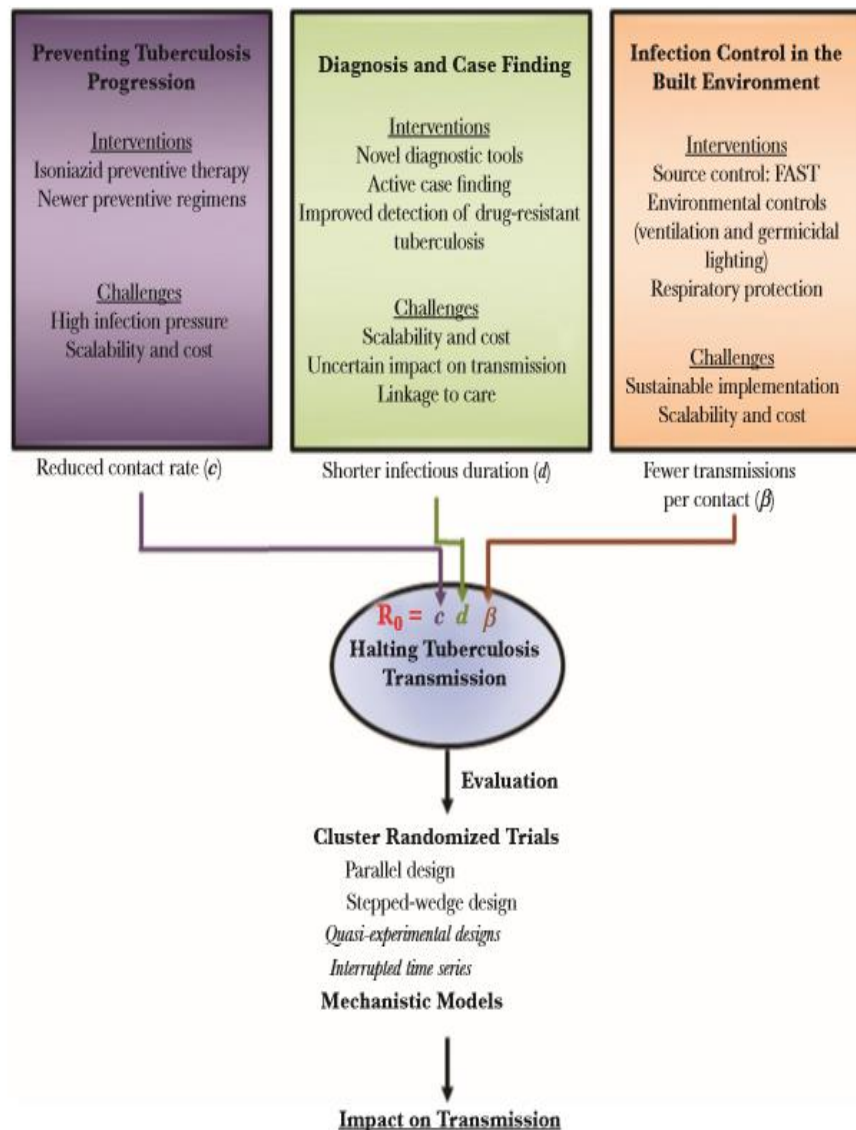 Preventing Tuberculosis
Progression
Interventions
Isoniazid preventive therapy
Newer preventive regimens
Challenges
High infection pressure
Scalability and cost
Diagnosis and Case Finding
Interventions
Novel diagnostic tools
Active case finding
Improved detection of drug-resistant
tuberculosis
Challenges
Scalability and cost
Uncertain impact on transmission
Linkage to care
Infection Control in the
Built Environment
Interventions
Source control: FAST
Environmental controls
(ventilation and germicidal
lighting)
Respiratory protection
Challenges
Sustainable implementation
Scalability and cost
Reduced contact rate (c)
Shorter infectious duration (d)
Fewer transmissions
per contact (β)
R₀ = c d β
Halting Tuberculosis
Transmission
Evaluation
Cluster Randomized Trials
Parallel design
Stepped-wedge design
Quasi-experimental designs
Interrupted time series
Mechanistic Models
Impact on Transmission